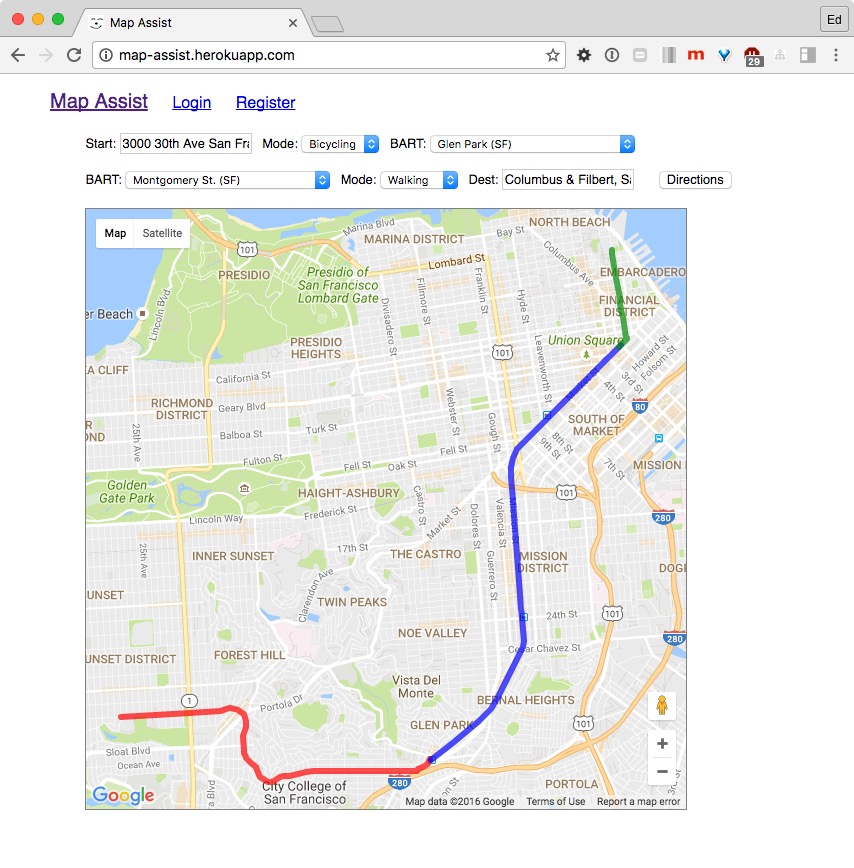 Map Assist
Ed
map-assist.herokuapp.com
29
Map Assist Login Register
Start: 3000 30th Ave San Fra Mode: Bicycling BART: Glen Park (SF)
BART: Montgomery St. (SF) Mode: Walking Dest: Columbus & Filbert, Sa Directions
Map Satellite
NORTH BEACH
Marina Blvd
Bay St
MARINA DISTRICT
101
Columbus Ave
Lombard St
PRESIDIO
Presidio of
San Francisco
Lombard Gate
EMBARCADERO
Lincoln Blvd
Fillmore St
Franklin St
Hyde St
er Beach
FINANCIAL
DISTRICT
Divisadero St
PRESIDIO
HEIGHTS
101
Leavenworth St
Union Square
Howard St
Folsom St
A CLIFF
California St
3rd St
Market St
4th St
RICHMOND
DISTRICT
Geary Blvd
Webster St
Gough St
80
SOUTH OF
MARKET
R
OND
25th Ave
Balboa St
Turk St
8th St
9th St
Fulton St
Fell St
Oak St
Fell St
7th St
MISSION
Golden
Gate Park
HAIGHT-ASHBURY
Castro St
101
Lincoln Way
Frederick St
Market St
Dolores St
Valencia St
Mission St
280
25th Ave
INNER SUNSET
17th St
THE CASTRO
Guerrero St
MISSION
DISTRICT
DOG
Clarendon Ave
UNSET
TWIN PEAKS
24th St
101
NOE VALLEY
280
UNSET DISTRICT
FOREST HILL
Cesar Chavez St
Vista Del
Monte
1
Portola Dr
BERNAL HEIGHTS
GLEN PARK
101
Sloat Blvd
Ocean Ave
280
City College of
San Francisco
PORTOLA
3rd St
Google
Map data ©2016 Google Terms of Use Report a map error